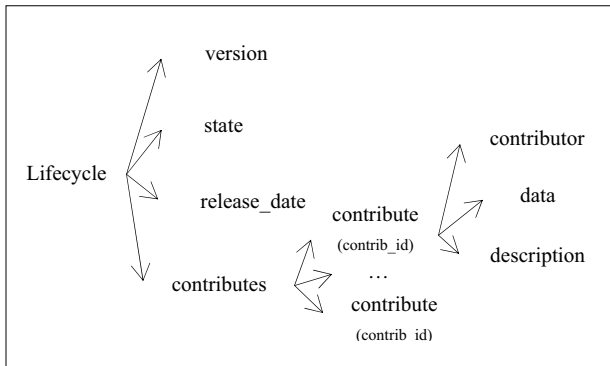 version
state
contributor
Lifecycle
data
release_date
contribute
(contrib_id)
description
…
contributes
contribute
(contrib_id)